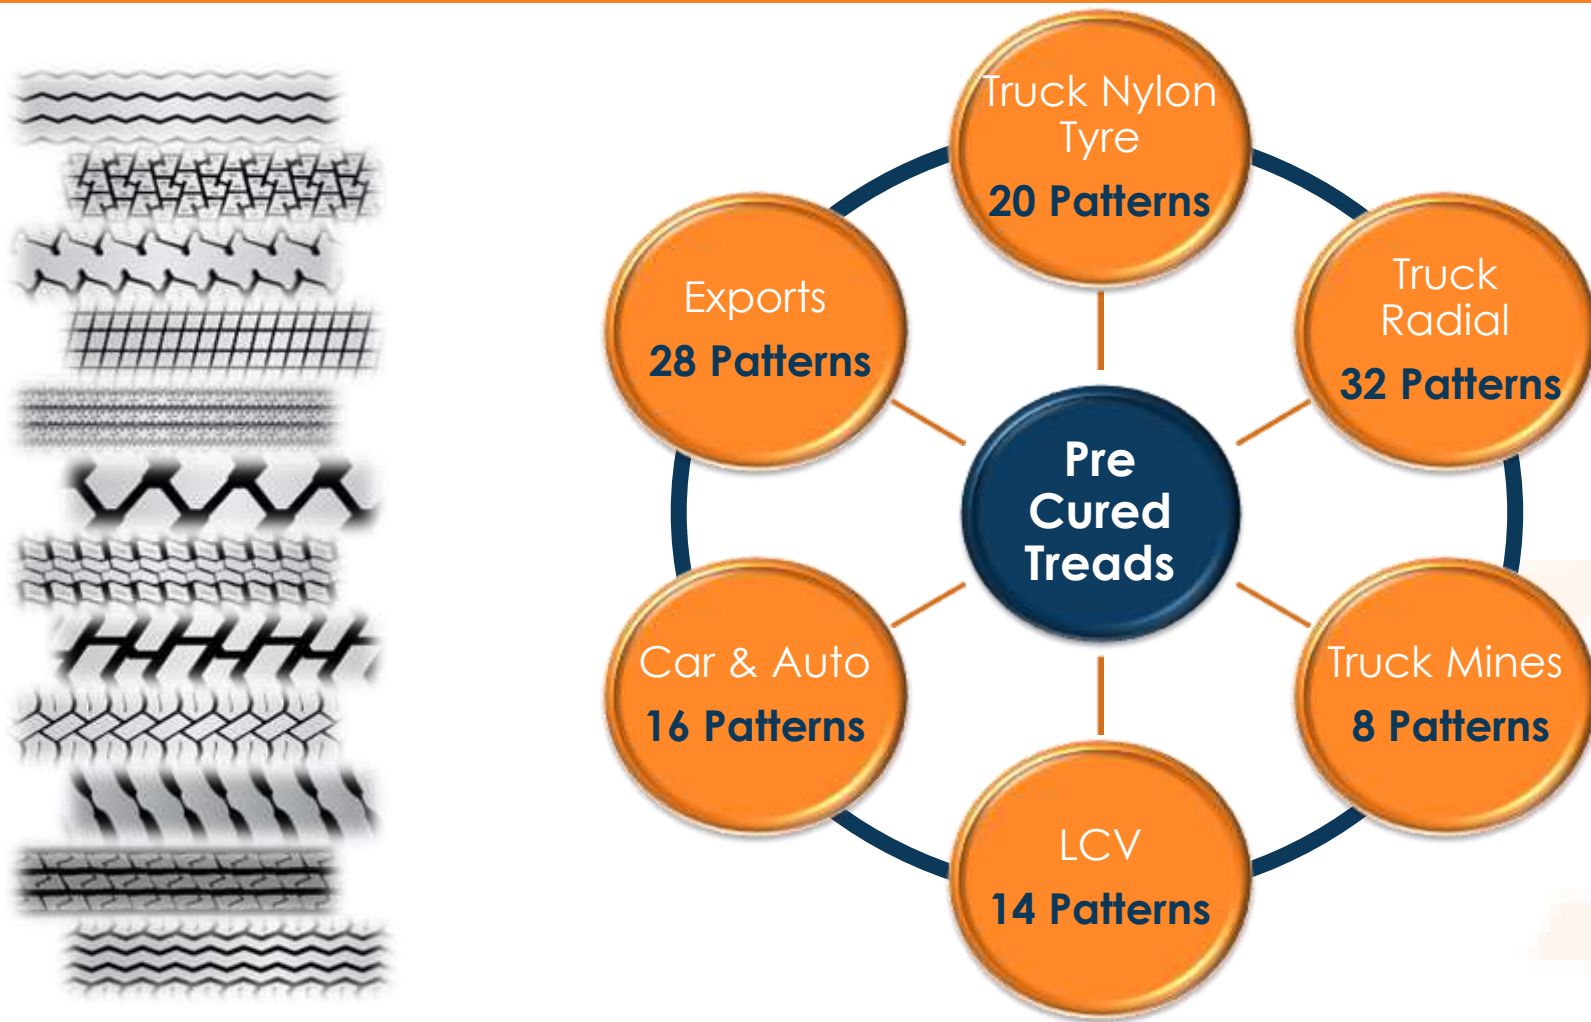 Truck Nylon
Tyre
20 Patterns
Truck
Radial
32 Patterns
Truck Mines
8 Patterns
LCV
14 Patterns
Car & Auto
16 Patterns
Exports
28 Patterns
Pre
Cured
Treads